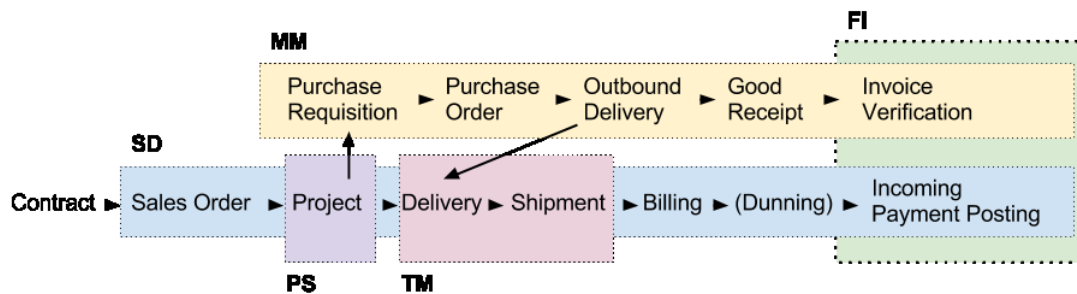 FI
MM
Purchase Requisition
Purchase Order
Outbound Delivery
Good Receipt
Invoice Verification
SD
Contract
Sales Order
Project
Delivery
Shipment
Billing
(Dunning)
Incoming Payment Posting
PS
TM